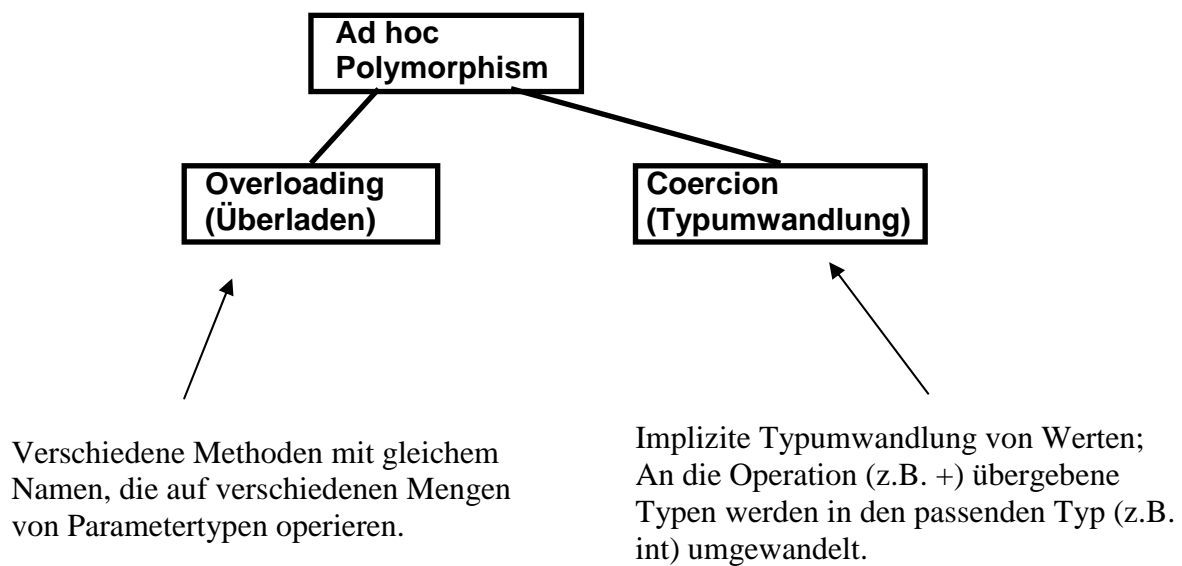 Ad hoc
Polymorphism
Overloading
(Überladen)
Coercion
(Typumwandlung)
Verschiedene Methoden mit gleichem
Namen, die auf verschiedenen Mengen
von Parametertypen operieren.
Implizite Typumwandlung von Werten;
An die Operation (z.B. +) übergebene
Typen werden in den passenden Typ (z.B.
int) umgewandelt.